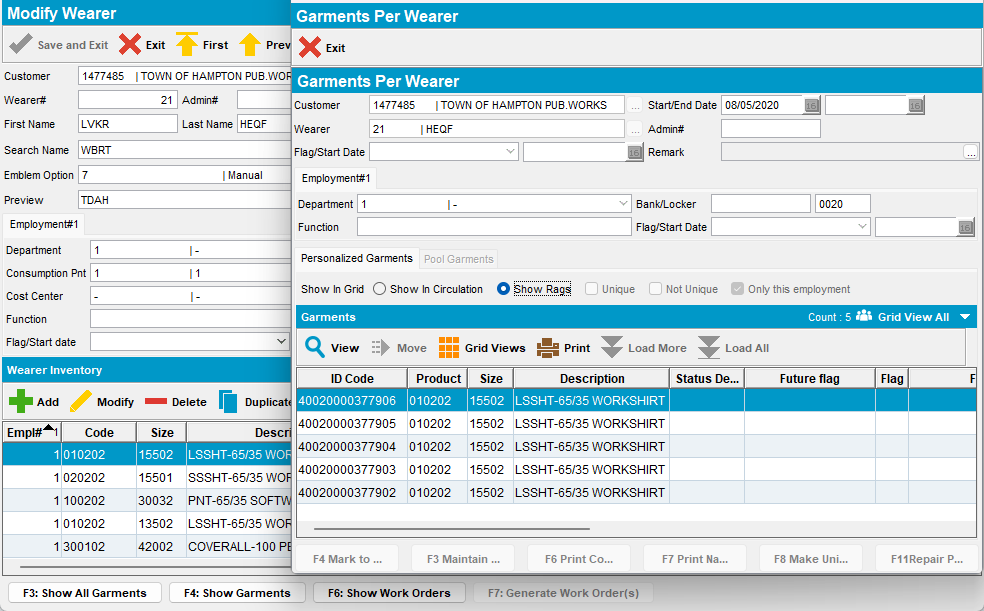 Modify Wearer
Save and Exit Exit First Prev
Customer 1477485 | TOWN OF HAMPTON PUB.WOR
Wearer# 21 Admin#
First Name LVKR Last Name HEQF
Search Name WBRT
Emblem Option 7 | Manual
Preview TDAH
Employment#1
Department 1 | -
Consumption Pnt 1 | 1
Cost Center - | -
Function
Flag/Start date
Wearer Inventory
Add Modify Delete Duplicate
Empl# 1 Code Size Descri
1 010202 15502 LSSHT-65/35 WOR
1 020202 15501 SSSHT-65/35 WOR
1 100202 30032 PNT-65/35 SOFTW
1 010202 13502 LSSHT-65/35 WOR
1 300102 42002 COVERALL-100 PE
F3: Show All Garments F4: Show Garments F6: Show Work Orders F7: Generate Work Order(s)
Garments Per Wearer
Exit
Garments Per Wearer
Customer 1477485 | TOWN OF HAMPTON PUB.WORKS ... Start/End Date 08/05/2020 16 16
Wearer 21 | HEQF ... Admin#
Flag/Start Date 16 Remark ...
Employment#1
Department 1 | - Bank/Locker 0020
Function Flag/Start Date 16
Personalized Garments Pool Garments
Show In Grid Show In Circulation Show Rags Unique Not Unique Only this employment
Garments Count : 5 Grid View All
View Move Grid Views Print Load More Load All
ID Code Product Size Description Status De... Future flag Flag F
40020000377906 010202 15502 LSSHT-65/35 WORKSHIRT
40020000377905 010202 15502 LSSHT-65/35 WORKSHIRT
40020000377904 010202 15502 LSSHT-65/35 WORKSHIRT
40020000377903 010202 15502 LSSHT-65/35 WORKSHIRT
40020000377902 010202 15502 LSSHT-65/35 WORKSHIRT
F4 Mark to ... F3 Maintain ... F6 Print Co... F7 Print Na... F8 Make Uni... F11Repair P...